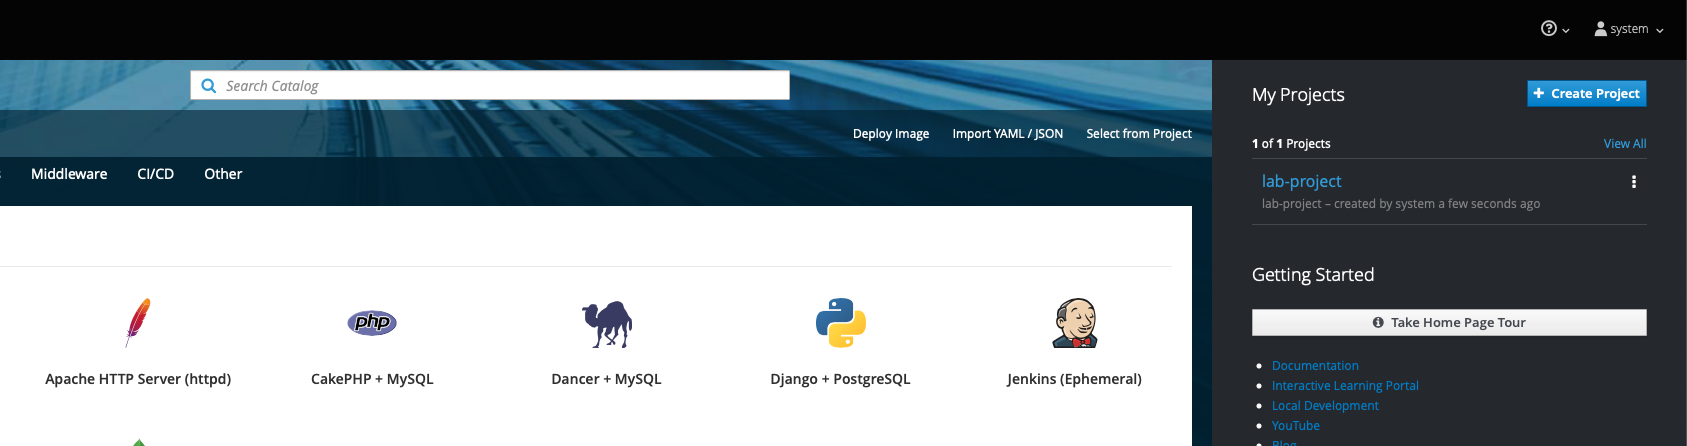 system
Search Catalog
Deploy Image Import YAML / JSON Select from Project
Middleware CI/CD Other
php
Apache HTTP Server (httpd)
CakePHP + MySQL
Dancer + MySQL
Django + PostgreSQL
Jenkins (Ephemeral)
My Projects
+ Create Project
1 of 1 Projects
View All
lab-project
lab-project – created by system a few seconds ago
Getting Started
Take Home Page Tour
Documentation
Interactive Learning Portal
Local Development
YouTube
Blog